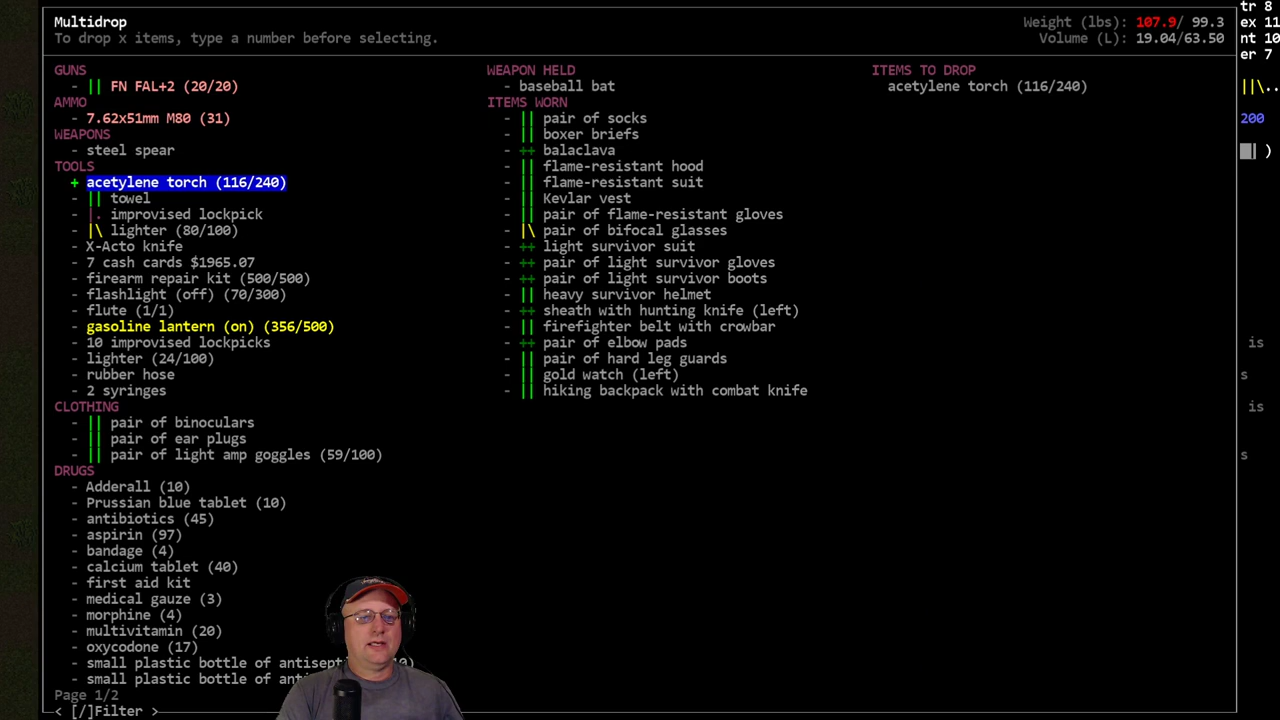 Multidrop
To drop x items, type a number before selecting.
Weight (lbs): 107.9/ 99.3
Volume (L): 19.04/63.50
GUNS
- || FN FAL+2 (20/20)
AMMO
- 7.62x51mm M80 (31)
WEAPONS
- steel spear
TOOLS
+ acetylene torch (116/240)
- || towel
- |. improvised lockpick
- |\ lighter (80/100)
- X-Acto knife
- 7 cash cards $1965.07
- firearm repair kit (500/500)
- flashlight (off) (70/300)
- flute (1/1)
- gasoline lantern (on) (356/500)
- 10 improvised lockpicks
- lighter (24/100)
- rubber hose
- 2 syringes
CLOTHING
- || pair of binoculars
- || pair of ear plugs
- || pair of light amp goggles (59/100)
DRUGS
- Adderall (10)
- Prussian blue tablet (10)
- antibiotics (45)
- aspirin (97)
- bandage (4)
- calcium tablet (40)
- first aid kit
- medical gauze (3)
- morphine (4)
- multivitamin (20)
- oxycodone (17)
- small plastic bottle of antisept
- small plastic bottle of ant
Page 1/2
< [/]Filter >
WEAPON HELD
- baseball bat
ITEMS WORN
- || pair of socks
- || boxer briefs
- ++ balaclava
- || flame-resistant hood
- || flame-resistant suit
- || Kevlar vest
- || pair of flame-resistant gloves
- |\ pair of bifocal glasses
- ++ light survivor suit
- ++ pair of light survivor gloves
- ++ pair of light survivor boots
- || heavy survivor helmet
- ++ sheath with hunting knife (left)
- || firefighter belt with crowbar
- ++ pair of elbow pads
- || pair of hard leg guards
- || gold watch (left)
- || hiking backpack with combat knife
ITEMS TO DROP
acetylene torch (116/240)
tr 8
ex 11
nt 10
er 7
||\..
200
)
is
s
is
s